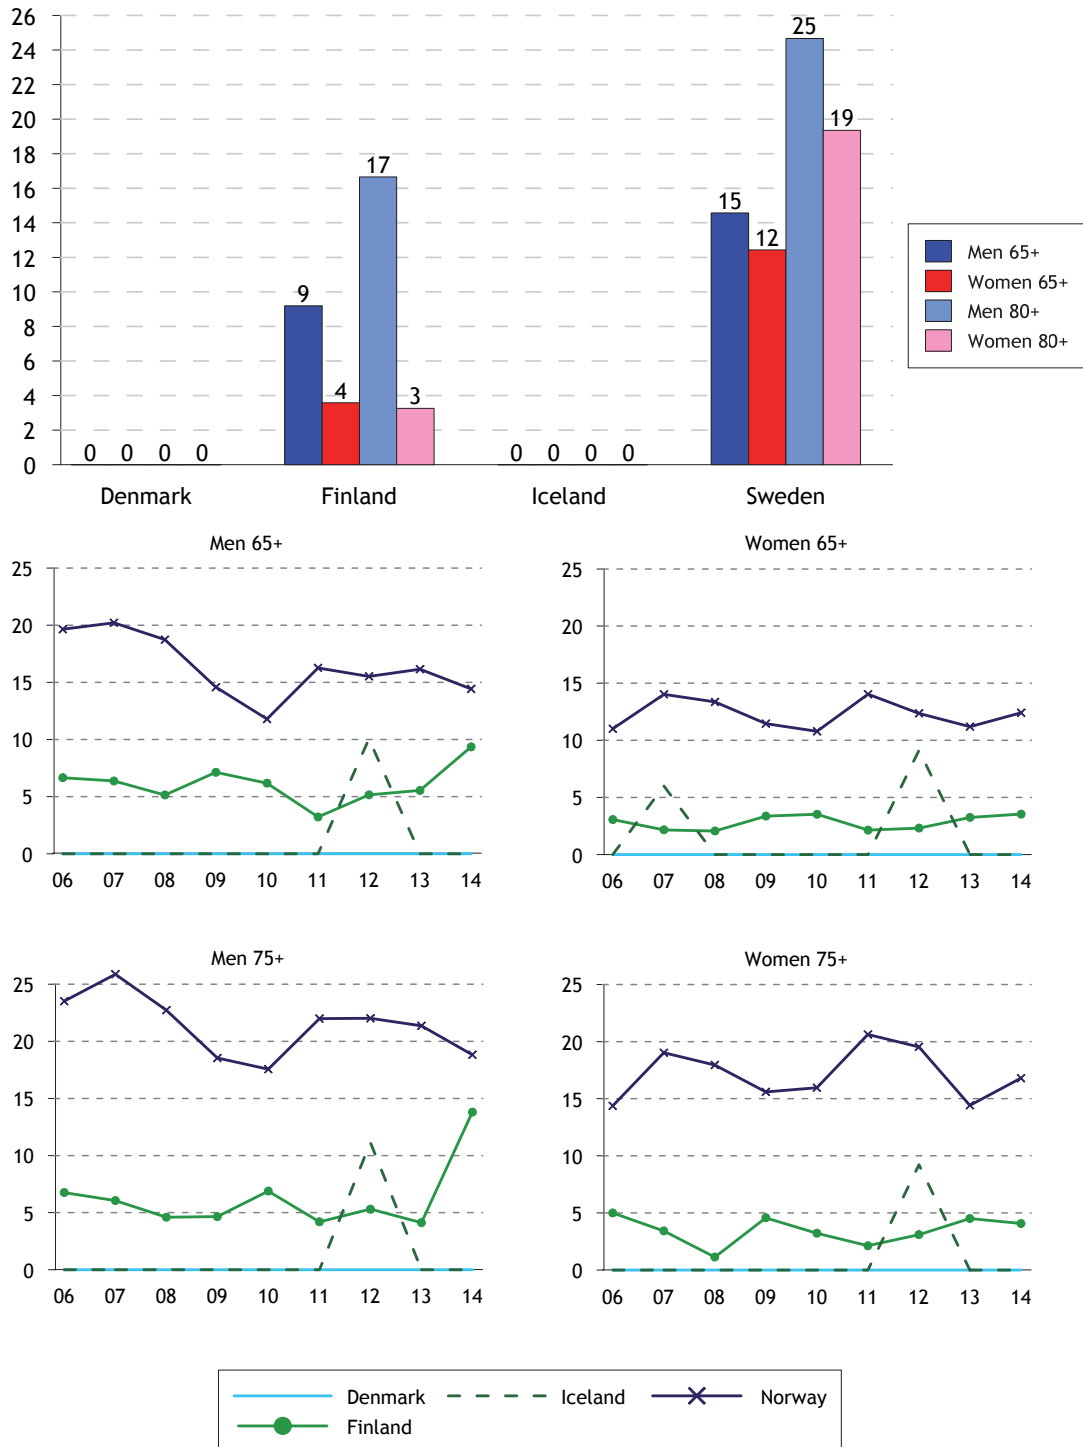 26
24
22
20
18
16
14
12
10
8
6
4
2
0
0 0 0 0
9
4
17
3
0 0 0 0
15
12
25
19
Denmark Finland Iceland Sweden
Men 65+
Women 65+
Men 80+
Women 80+
Men 65+
25
20
15
10
5
0
06 07 08 09 10 11 12 13 14
Women 65+
25
20
15
10
5
0
06 07 08 09 10 11 12 13 14
Men 75+
25
20
15
10
5
0
06 07 08 09 10 11 12 13 14
Women 75+
25
20
15
10
5
0
06 07 08 09 10 11 12 13 14
Denmark Iceland Norway
Finland